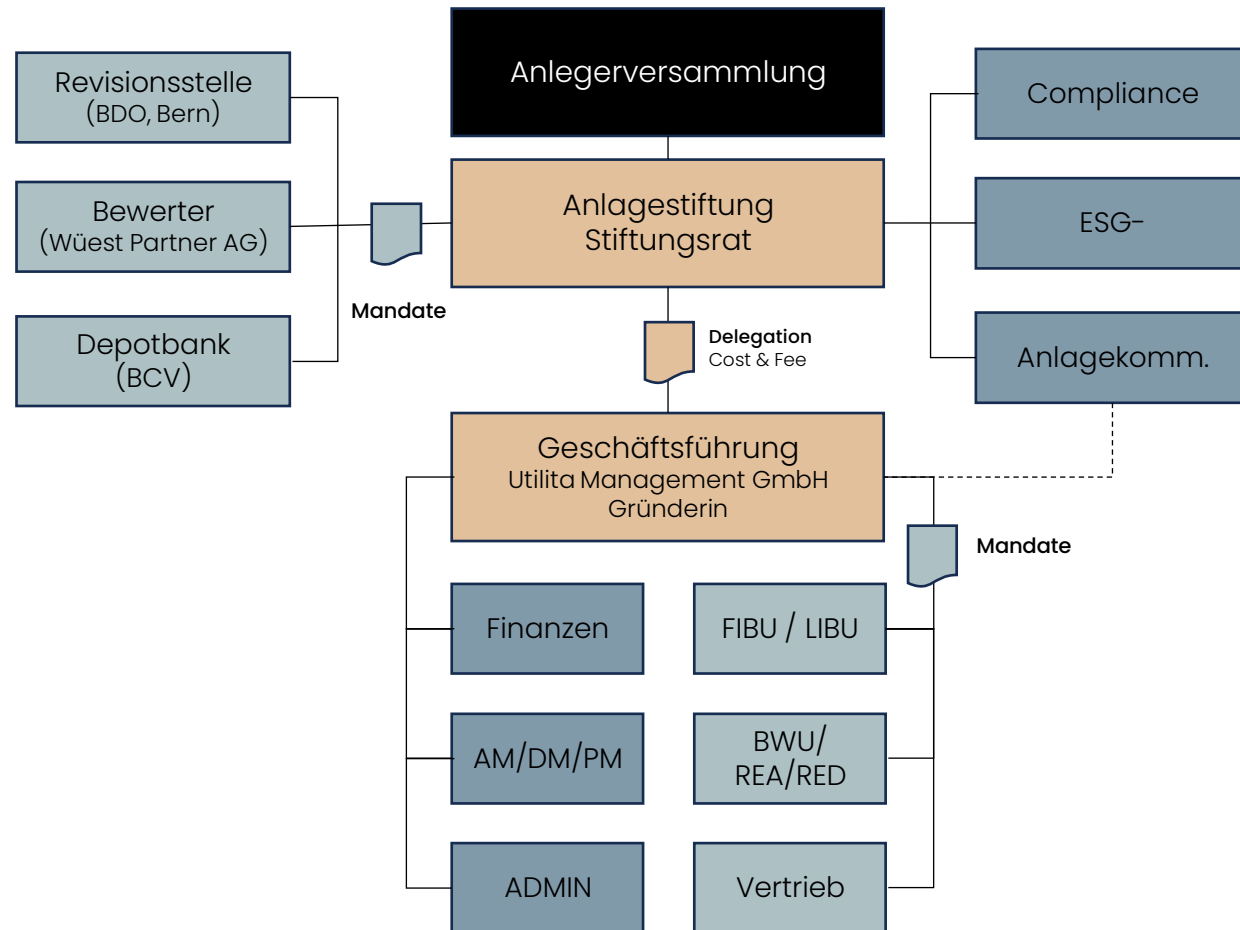 Anlegerversammlung
Revisionsstelle
(BDO, Bern)
Compliance
Anlagestiftung
Stiftungsrat
Bewerter
(Wüest Partner AG)
ESG-
Mandate
Depotbank
(BCV)
Delegation
Cost & Fee
Anlagekomm.
Geschäftsführung
Utilita Management GmbH
Gründerin
Mandate
Finanzen
FIBU / LIBU
AM/DM/PM
BWU/
REA/RED
ADMIN
Vertrieb